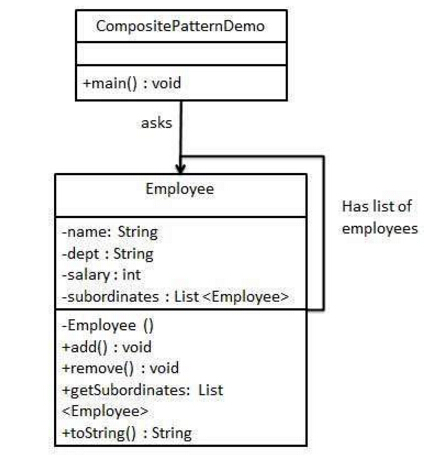 CompositePatternDemo
+main() : void
asks
Employee
-name: String
-dept : String
-salary : int
-subordinates : List <Employee>
Has list of
employees
-Employee ()
+add() : void
+remove() : void
+getSubordinates: List
<Employee>
+toString() : String